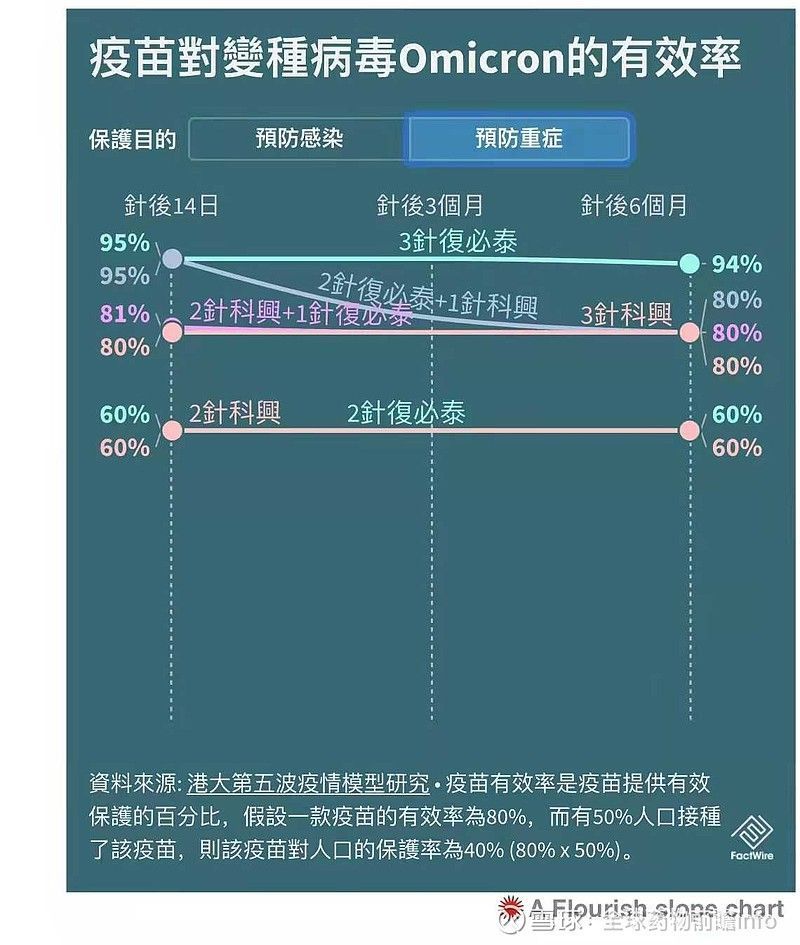 疫苗對變種病毒Omicron的有效率
保護目的 預防感染 預防重症
針後14日 針後3個月 針後6個月
95% 3針復必泰 94%
95% 2針復必泰+1針科興 80%
81% 2針科興+1針復必泰 3針科興 80%
80% 80%
60% 2針科興 2針復必泰 60%
60% 60%
資料來源: 港大第五波疫情模型研究 • 疫苗有效率是疫苗提供有效
保護的百分比，假設一款疫苗的有效率為80%，而有50%人口接種
了該疫苗，則該疫苗對人口的保護率為40% (80% x 50%)。
FactWire
A Flourish slope chart
雪球：全球药物前瞻Info